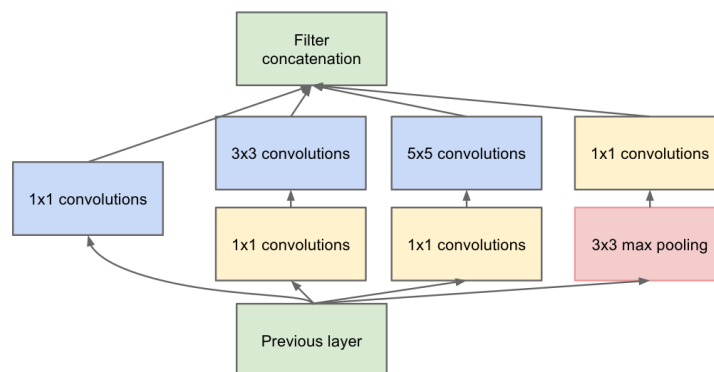 Filter
concatenation
3x3 convolutions
5x5 convolutions
1x1 convolutions
1x1 convolutions
1x1 convolutions
1x1 convolutions
3x3 max pooling
Previous layer